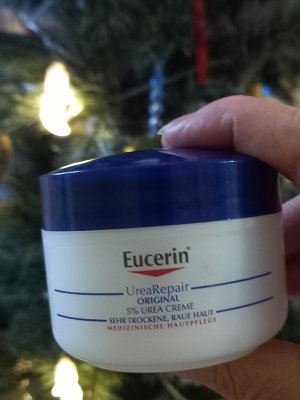 Eucerin®
UreaRepair
ORIGINAL
5% UREA CREME
SEHR TROCKENE, RAUE HAUT
MEDIZINISCHE HAUTPFLEGE